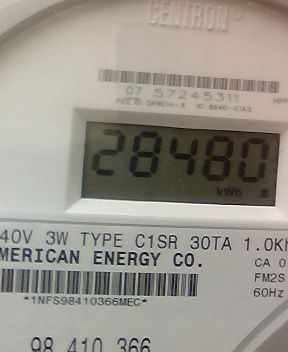 CENTRON®
07 57245311
28480
kWh
40V 3W TYPE C1SR 30TA 1.0K
MERICAN ENERGY CO.
CA 0
FM2S
60Hz
*1NFS98410366MEC*
98 410 366